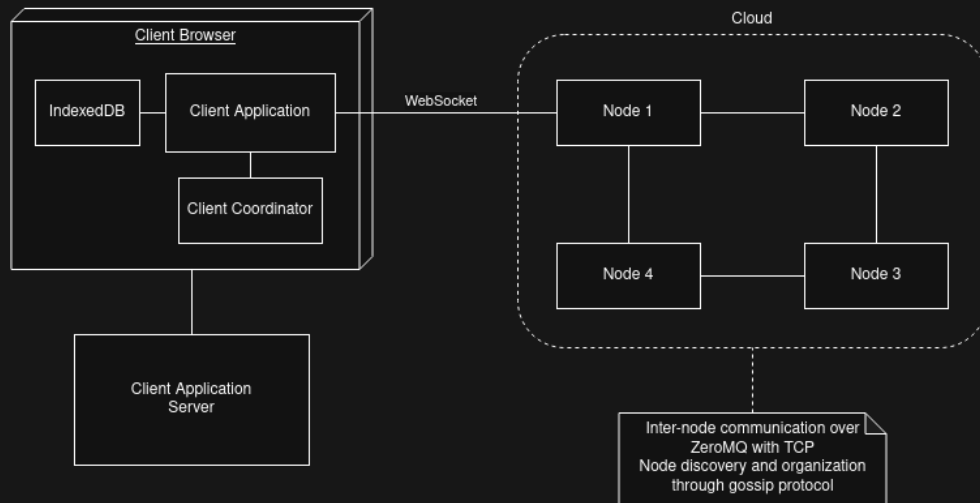 Client Browser
IndexedDB
Client Application
Client Coordinator
Client Application
Server
WebSocket
Cloud
Node 1
Node 2
Node 4
Node 3
Inter-node communication over
ZeroMQ with TCP
Node discovery and organization
through gossip protocol